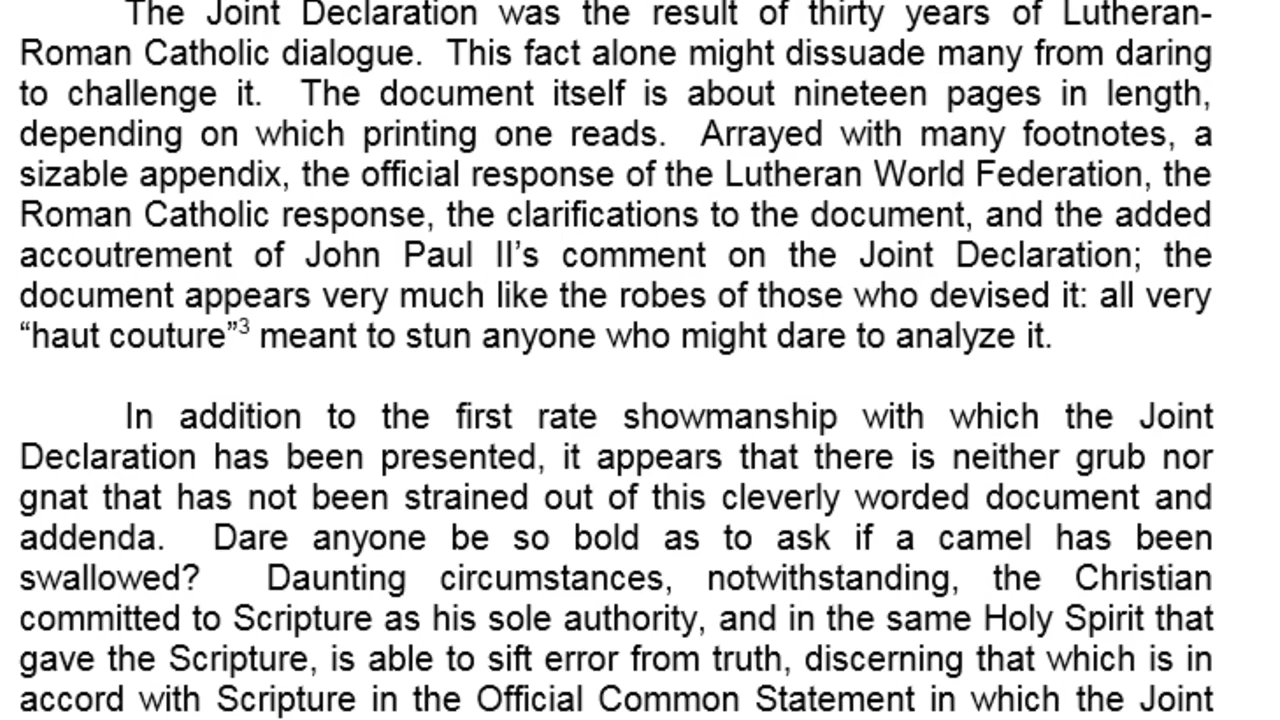 The Joint Declaration was the result of thirty years of Lutheran-
Roman Catholic dialogue.  This fact alone might dissuade many from daring
to challenge it.  The document itself is about nineteen pages in length,
depending on which printing one reads.  Arrayed with many footnotes, a
sizable appendix, the official response of the Lutheran World Federation, the
Roman Catholic response, the clarifications to the document, and the added
accoutrement of John Paul II’s comment on the Joint Declaration; the
document appears very much like the robes of those who devised it: all very
“haut couture”3 meant to stun anyone who might dare to analyze it.
In addition to the first rate showmanship with which the Joint
Declaration has been presented, it appears that there is neither grub nor
gnat that has not been strained out of this cleverly worded document and
addenda.  Dare anyone be so bold as to ask if a camel has been
swallowed?  Daunting circumstances, notwithstanding, the Christian
committed to Scripture as his sole authority, and in the same Holy Spirit that
gave the Scripture, is able to sift error from truth, discerning that which is in
accord with Scripture in the Official Common Statement in which the Joint